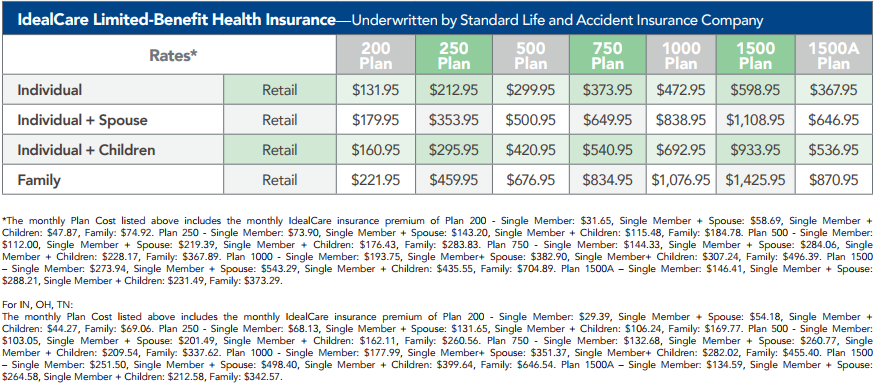 IdealCare Limited-Benefit Health Insurance—Underwritten by Standard Life and Accident Insurance Company
Rates* 200 Plan 250 Plan 500 Plan 750 Plan 1000 Plan 1500 Plan 1500A Plan
Individual Retail $131.95 $212.95 $299.95 $373.95 $472.95 $598.95 $367.95
Individual + Spouse Retail $179.95 $353.95 $500.95 $649.95 $838.95 $1,108.95 $646.95
Individual + Children Retail $160.95 $295.95 $420.95 $540.95 $692.95 $933.95 $536.95
Family Retail $221.95 $459.95 $676.95 $834.95 $1,076.95 $1,425.95 $870.95
*The monthly Plan Cost listed above includes the monthly IdealCare insurance premium of Plan 200 - Single Member: $31.65, Single Member + Spouse: $58.69, Single Member +
Children: $47.87, Family: $74.92. Plan 250 - Single Member: $73.90, Single Member + Spouse: $143.20, Single Member + Children: $115.48, Family: $184.78. Plan 500 - Single Member:
$112.00, Single Member + Spouse: $219.39, Single Member + Children: $176.43, Family: $283.83. Plan 750 - Single Member: $144.33, Single Member + Spouse: $284.06, Single
Member + Children: $228.17, Family: $367.89. Plan 1000 - Single Member: $193.75, Single Member+ Spouse: $382.90, Single Member+ Children: $307.24, Family: $496.39. Plan 1500
– Single Member: $273.94, Single Member + Spouse: $543.29, Single Member + Children: $435.55, Family: $704.89. Plan 1500A – Single Member: $146.41, Single Member + Spouse:
$288.21, Single Member + Children: $231.49, Family: $373.29.
For IN, OH, TN:
The monthly Plan Cost listed above includes the monthly IdealCare insurance premium of Plan 200 - Single Member: $29.39, Single Member + Spouse: $54.18, Single Member +
Children: $44.27, Family: $69.06. Plan 250 - Single Member: $68.13, Single Member + Spouse: $131.65, Single Member + Children: $106.24, Family: $169.77. Plan 500 - Single Member:
$103.05, Single Member + Spouse: $201.49, Single Member + Children: $162.11, Family: $260.56. Plan 750 - Single Member: $132.68, Single Member + Spouse: $260.77, Single
Member + Children: $209.54, Family: $337.62. Plan 1000 - Single Member: $177.99, Single Member+ Spouse: $351.37, Single Member+ Children: $282.02, Family: $455.40. Plan 1500
– Single Member: $251.50, Single Member + Spouse: $498.40, Single Member + Children: $399.64, Family: $646.54. Plan 1500A – Single Member: $134.59, Single Member + Spouse:
$264.58, Single Member + Children: $212.58, Family: $342.57.